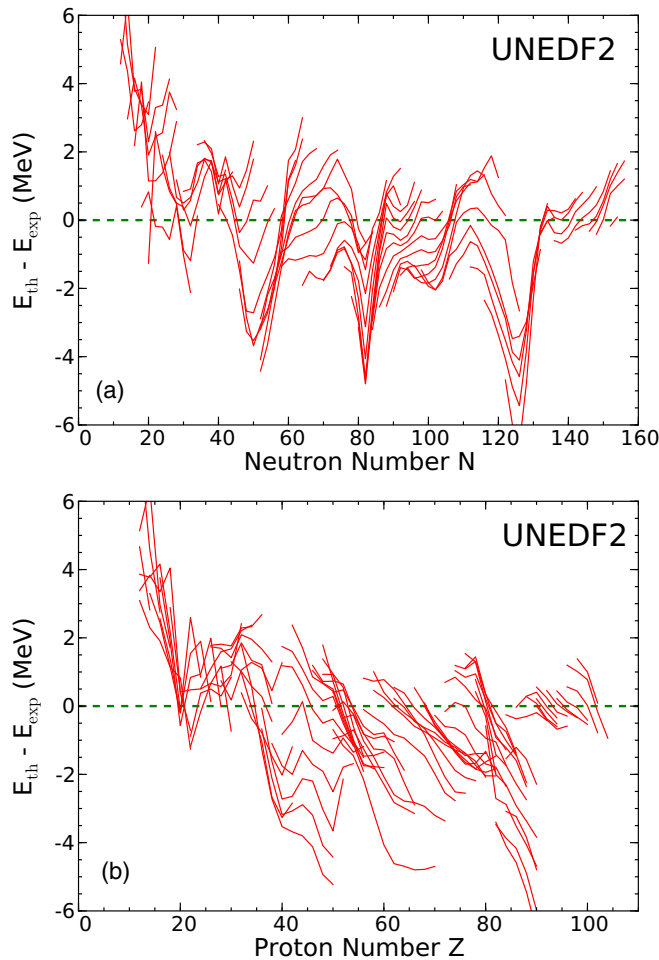 UNEDF2
6
4
2
0
-2
-4
-6
E_th - E_exp (MeV)
(a)
0 20 40 60 80 100 120 140 160
Neutron Number N
UNEDF2
6
4
2
0
-2
-4
-6
E_th - E_exp (MeV)
(b)
0 20 40 60 80 100
Proton Number Z